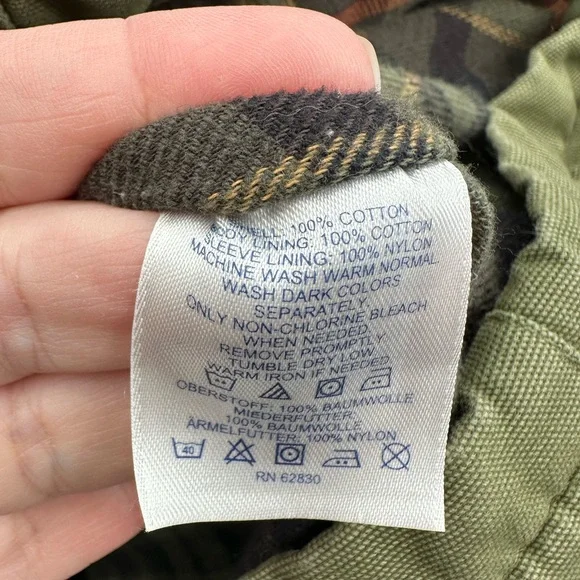 SHELL: 100% COTTON
BODY LINING: 100% COTTON
SLEEVE LINING: 100% NYLON
MACHINE WASH WARM NORMAL
WASH DARK COLORS
SEPARATELY
ONLY NON-CHLORINE BLEACH
WHEN NEEDED
REMOVE PROMPTLY
TUMBLE DRY LOW
WARM IRON IF NEEDED
OBERSTOFF: 100% BAUMWOLLE
MIEDERFUTTER:
100% BAUMWOLLE
ÄRMELFUTTER: 100% NYLON
40
RN 62830